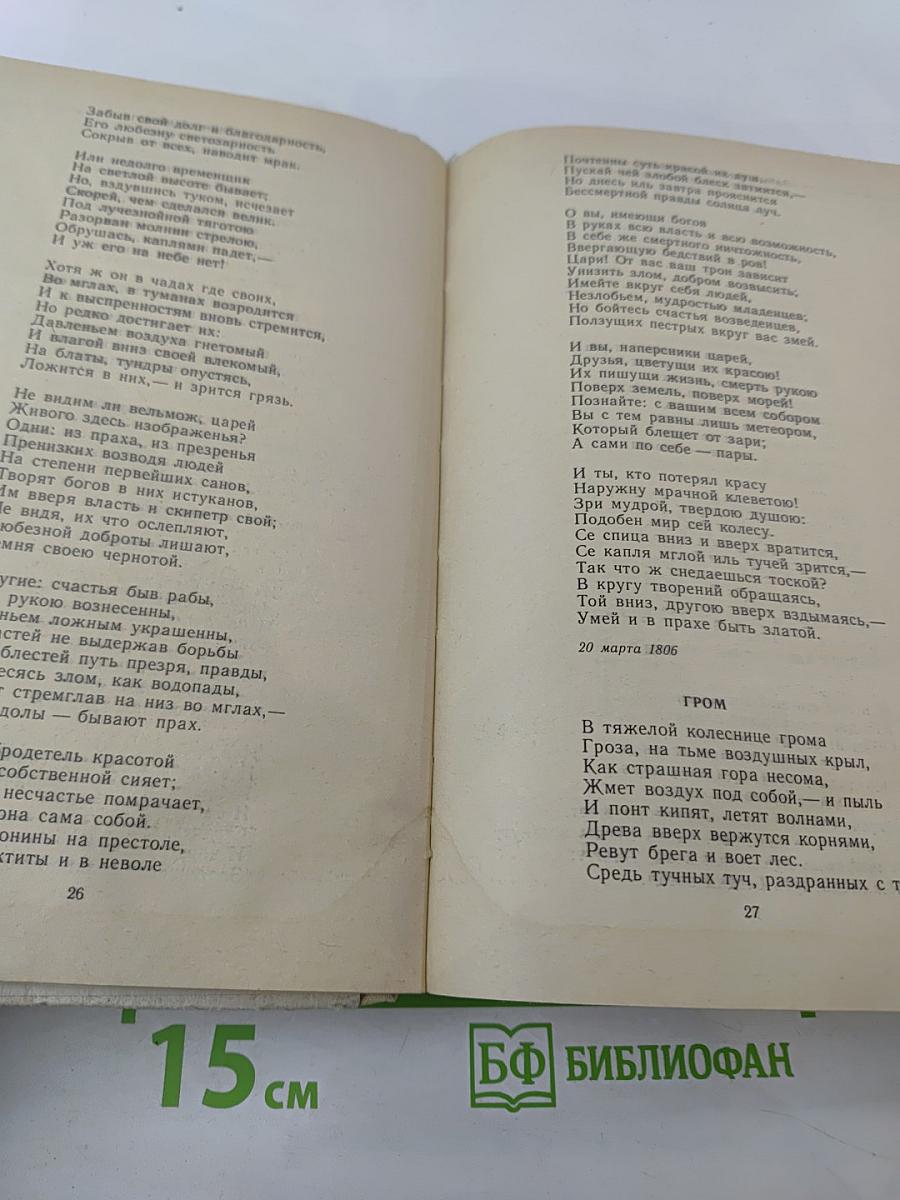 Забыв свой долг и благодарность,
Его любезну светозарность
Сокрыв от всех, наводит мрак.
Или недолго временщик
На светлой высоте бывает;
Но, вздувшись туком, исчезает
Скорей, чем сделался велик.
Под лучезнойной тяготою
Разорван молнии стрелою,
Обрушась, каплями падет,—
И уж его на небе нет!
Хотя ж он в чадах где своих,
Во мглах, в туманах возродится
И к выспренностям вновь стремится,
Но редко достигает их:
Давленьем воздуха гнетомый
И влагой вниз своей влекомый,
На блаты, тундры опустясь,
Ложится в них,— и зрится грязь.
Не видим ли вельмож, царей
Живого здесь изображенья?
Одни: из праха, из презренья
Пренизких возводя людей
На степени первейших санов,
Творят богов в них истуканов,
Им вверя власть и скипетр свой;
Не видя, их что ослепляют,
юбезной доброты лишают,
емня своею чернотой.
угие: счастья быв рабы,
рукою вознесенны,
ньем ложным украшенны,
астей не выдержав борьбы
блестей путь презря, правды,
есясь злом, как водопады,
т стремглав на низ во мглах,—
долы — бывают прах.
бродетель красотой
собственной сияет;
несчастье помрачает,
она сама собой.
онины на престоле,
ктиты и в неволе
26
Почтенны суть красой их душ.
Пускай чей злобой блеск затмится,—
Но днесь иль завтра прояснится
Бессмертной правды солнца луч.
О вы, имеющи богов
В руках всю власть и всю возможность,
В себе же смертного ничтожность,
Ввергающую бедствий в ров!
Цари! От вас ваш трон зависит
Унизить злом, добром возвысить;
Имейте вкруг себя людей,
Незлобьем, мудростью младенцев;
Но бойтесь счастья возведенцев,
Ползущих пестрых вкруг вас змей.
И вы, наперсники царей,
Друзья, цветущи их красою!
Их пишущи жизнь, смерть рукою
Поверх земель, поверх морей!
Познайте: с вашим всем собором
Вы с тем равны лишь метеором,
Который блещет от зари;
А сами по себе — пары.
И ты, кто потерял красу
Наружну мрачной клеветою!
Зри мудрой, твердою душою:
Подобен мир сей колесу.
Се спица вниз и вверх вратится,
Се капля мглой иль тучей зрится,—
Так что ж снедаешься тоской?
В кругу творений обращаясь,
Той вниз, другою вверх вздымаясь,—
Умей и в прахе быть златой.
20 марта 1806
ГРОМ
В тяжелой колеснице грома
Гроза, на тьме воздушных крыл,
Как страшная гора несома,
Жмет воздух под собой,— и пыль
И понт кипят, летят волнами,
Древа вверх вержутся корнями,
Ревут брега и воет лес.
Средь тучных туч, раздранных с т
27
15 см
БФ БИБЛИОФАН